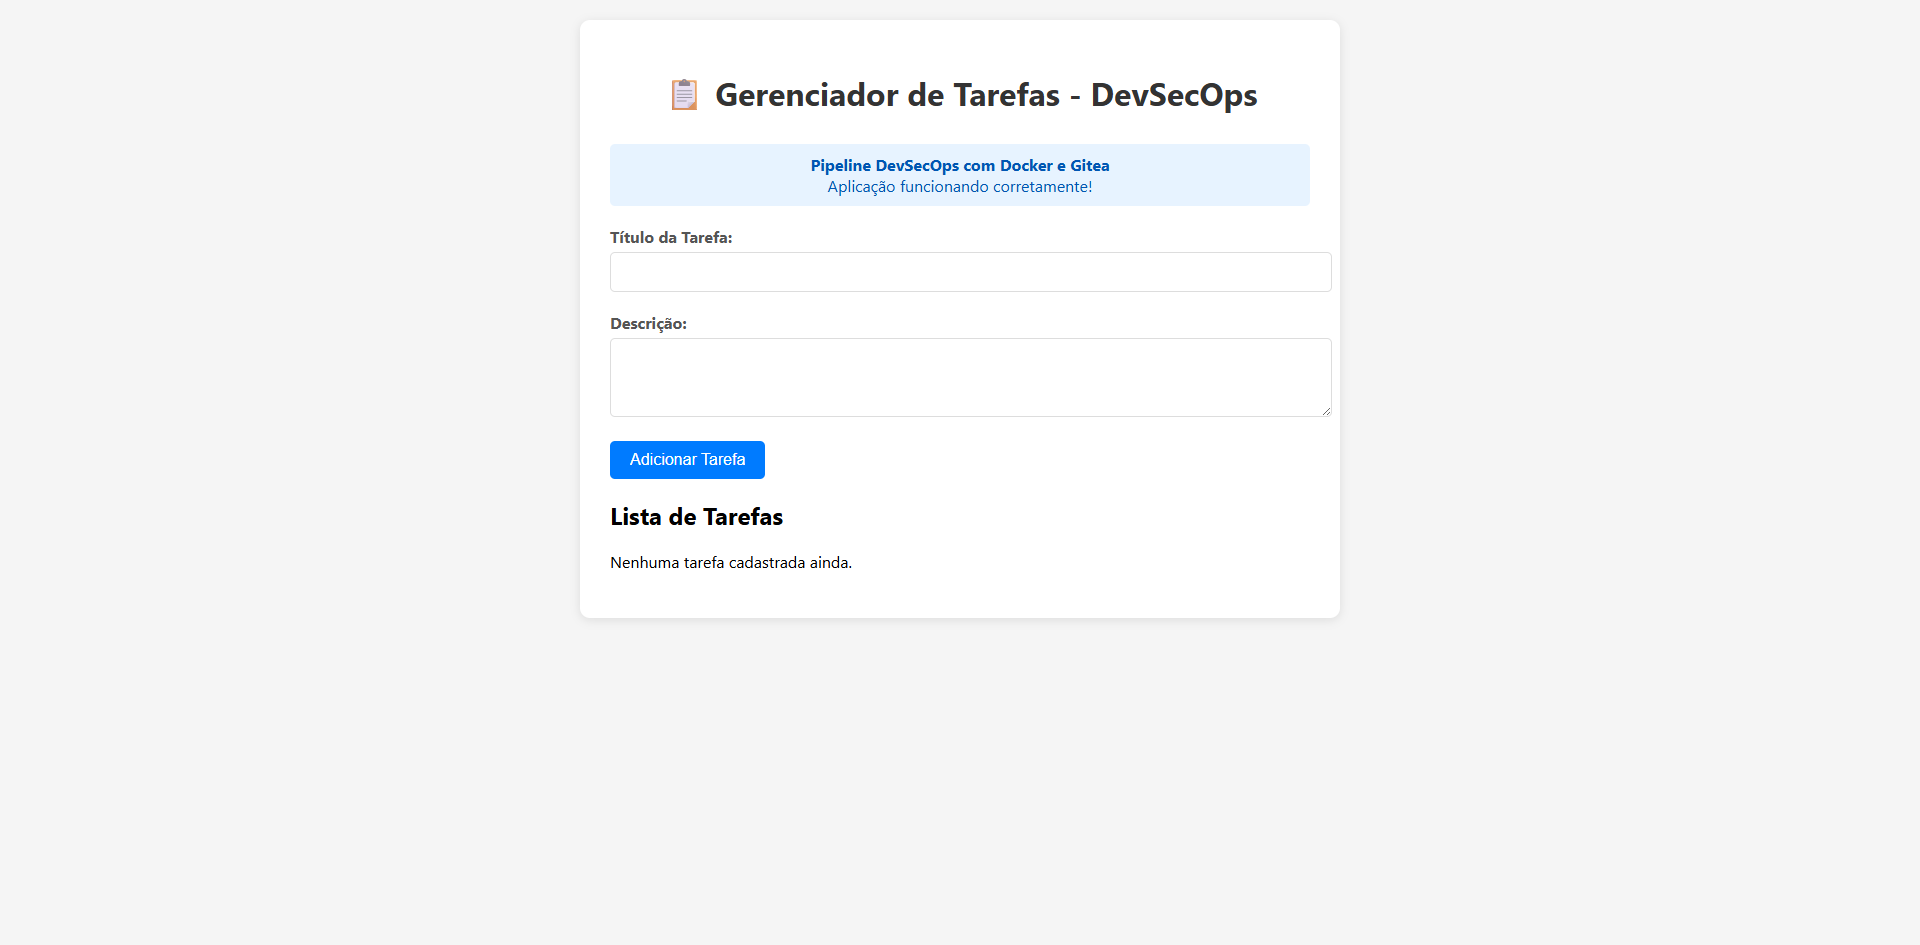 Gerenciador de Tarefas - DevSecOps
Pipeline DevSecOps com Docker e Gitea
Aplicação funcionando corretamente!
Título da Tarefa:
Descrição:
Adicionar Tarefa
Lista de Tarefas
Nenhuma tarefa cadastrada ainda.